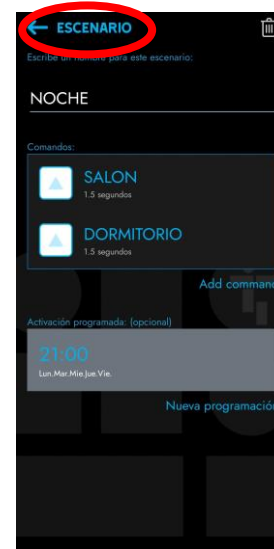 ESCENARIO
Escribe un nombre para este escenario:
NOCHE
Comandos:
SALON
1.5 segundos
DORMITORIO
1.5 segundos
Add command
Activación programada: (opcional)
21:00
Lun.Mar.Mie.Jue.Vie.
Nueva programación